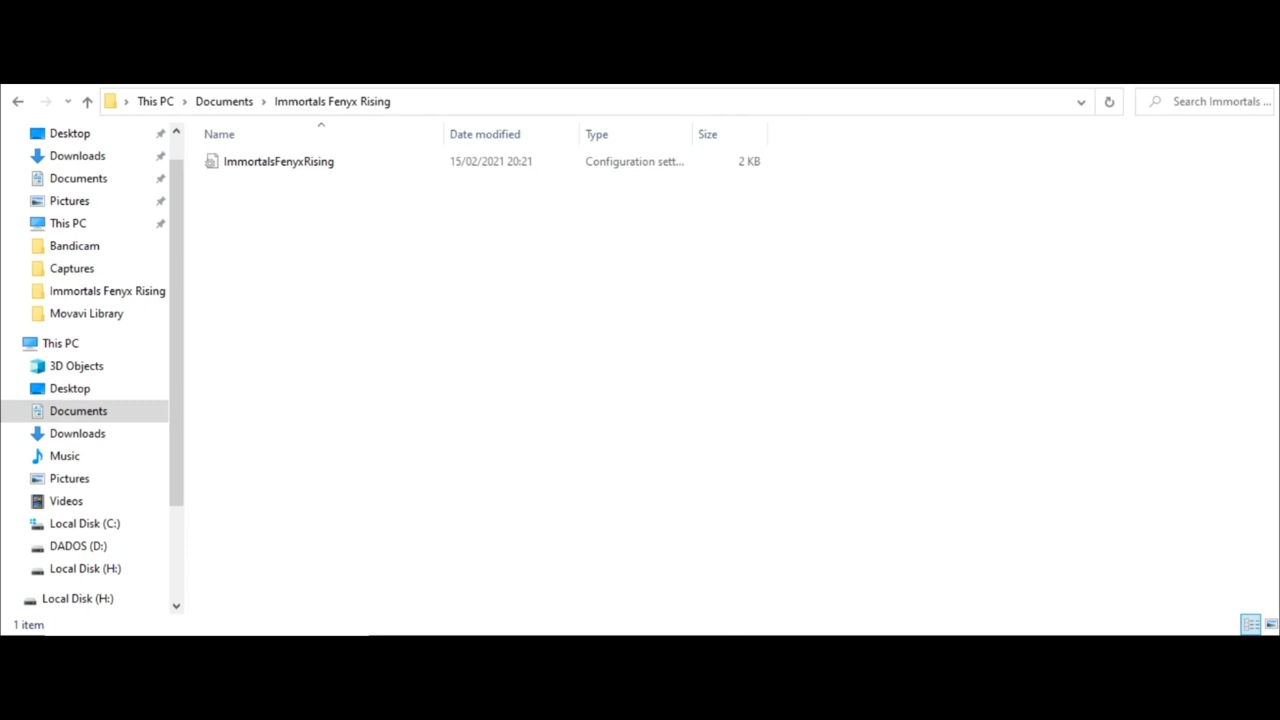 This PC > Documents > Immortals Fenyx Rising
Search Immortals ...
Name Date modified Type Size
ImmortalsFenyxRising 15/02/2021 20:21 Configuration sett... 2 KB
Desktop
Downloads
Documents
Pictures
This PC
Bandicam
Captures
Immortals Fenyx Rising
Movavi Library
This PC
3D Objects
Desktop
Documents
Downloads
Music
Pictures
Videos
Local Disk (C:)
DADOS (D:)
Local Disk (H:)
Local Disk (H:)
1 item